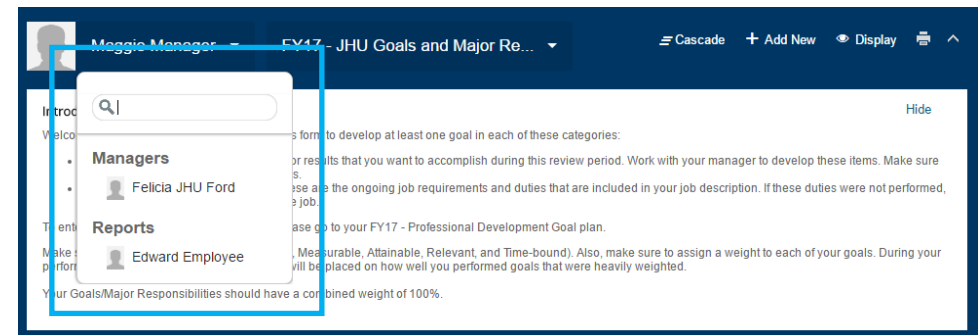 Maggie Manager FY17 - JHU Goals and Major Re... Cascade + Add New Display
Introd Hide
Welco s form to develop at least one goal in each of these categories:
Managers or results that you want to accomplish during this review period. Work with your manager to develop these items. Make sure
s.
Felicia JHU Ford ese are the ongoing job requirements and duties that are included in your job description. If these duties were not performed,
e job.
Reports ase go to your FY17 - Professional Development Goal plan.
Make s , Measurable, Attainable, Relevant, and Time-bound). Also, make sure to assign a weight to each of your goals. During your
Edward Employee
perform will be placed on how well you performed goals that were heavily weighted.
Your Goals/Major Responsibilities should have a combined weight of 100%.